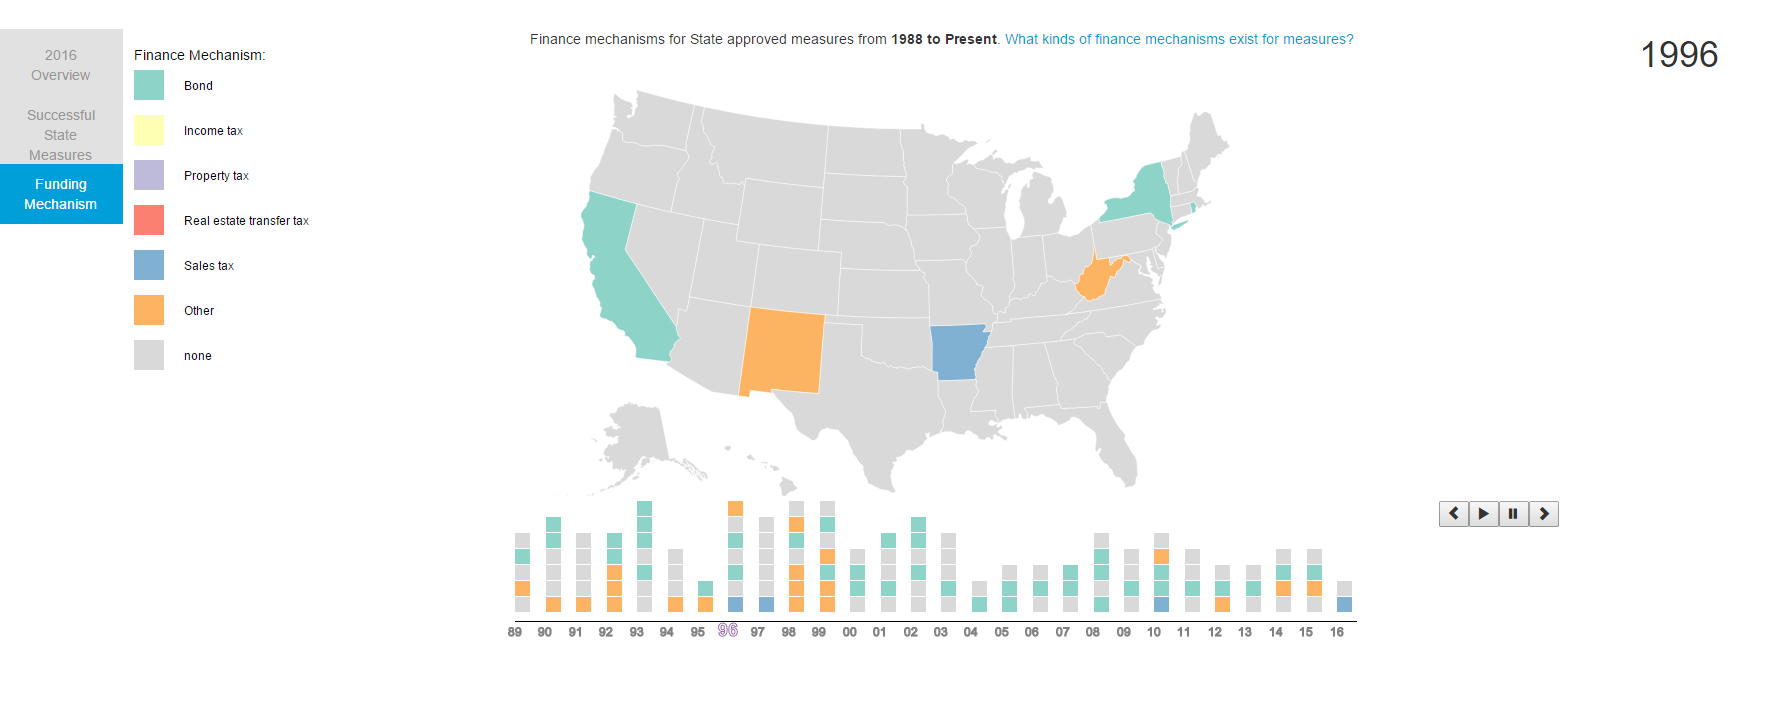 Finance mechanisms for State approved measures from 1988 to Present. What kinds of finance mechanisms exist for measures?
1996
2016
Overview
Successful
State
Measures
Funding
Mechanism
Finance Mechanism:
Bond
Income tax
Property tax
Real estate transfer tax
Sales tax
Other
none
89 90 91 92 93 94 95 96 97 98 99 00 01 02 03 04 05 06 07 08 09 10 11 12 13 14 15 16